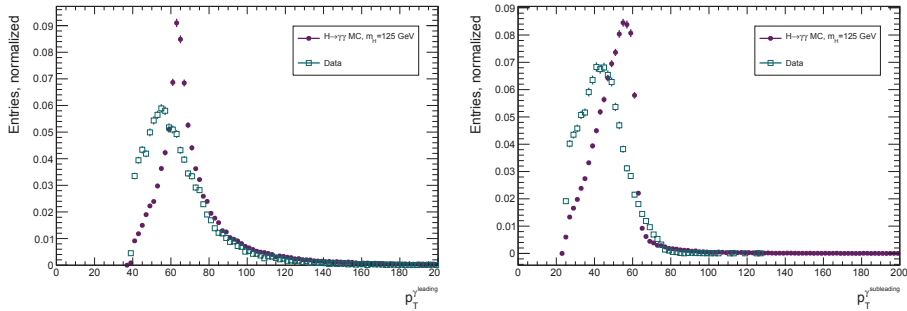 Entries, normalized
0.09
0.08
0.07
0.06
0.05
0.04
0.03
0.02
0.01
0
H→γγ MC, m_H=125 GeV
Data
0 20 40 60 80 100 120 140 160 180 200
p_T^γleading
Entries, normalized
0.09
0.08
0.07
0.06
0.05
0.04
0.03
0.02
0.01
0
H→γγ MC, m_H=125 GeV
Data
0 20 40 60 80 100 120 140 160 180 200
p_T^γsubleading